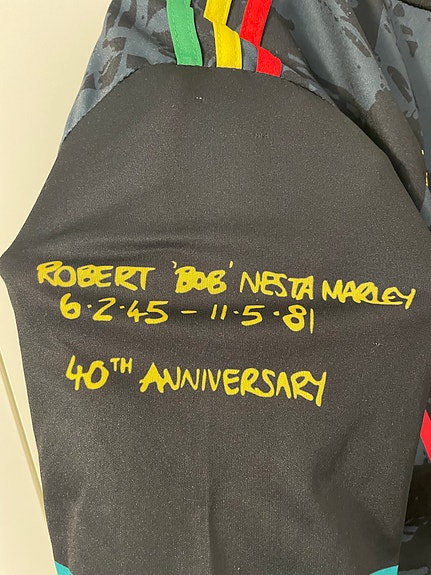 ROBERT 'BOB' NESTA MARLEY
6·2·45 - 11·5·81
40TH ANNIVERSARY